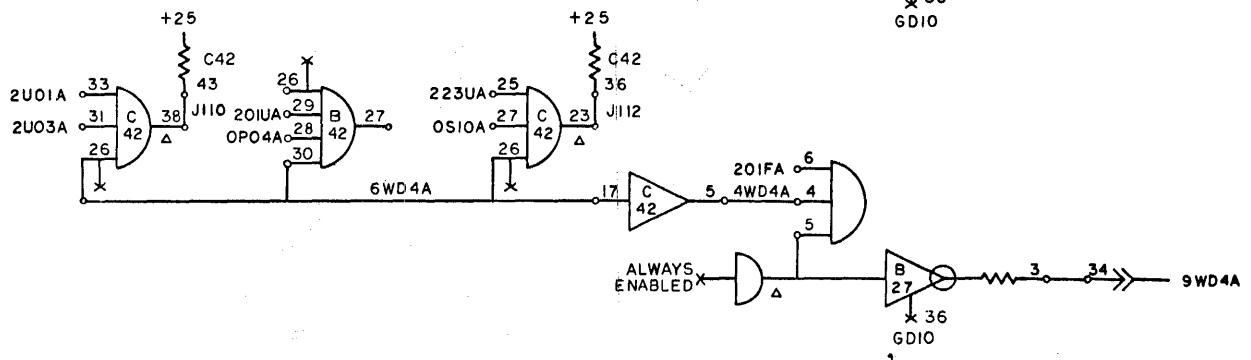 36
GD10
+25
+25
C42
C42
43
26
36
2U01A
33
C
42
38
J110
201UA
29
B
42
27
223UA
25
C
42
23
J112
2U03A
31
Δ
0P04A
28
0S10A
27
Δ
26
30
26
201FA
6
6WD4A
17
C
42
5
4WD4A
4
5
ALWAYS
ENABLED
Δ
B
27
3
34
9WD4A
36
GD10